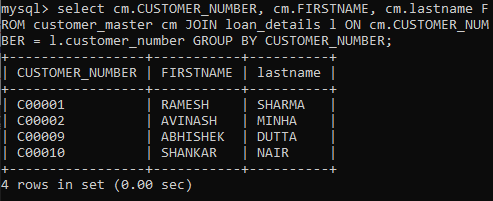 mysql> select cm.CUSTOMER_NUMBER, cm.FIRSTNAME, cm.lastname F
ROM customer_master cm JOIN loan_details l ON cm.CUSTOMER_NUM
BER = l.customer_number GROUP BY CUSTOMER_NUMBER;
+-----------------+-----------+----------+
| CUSTOMER_NUMBER | FIRSTNAME | lastname |
+-----------------+-----------+----------+
| C00001          | RAMESH    | SHARMA   |
| C00002          | AVINASH   | MINHA    |
| C00009          | ABHISHEK  | DUTTA    |
| C00010          | SHANKAR   | NAIR     |
+-----------------+-----------+----------+
4 rows in set (0.00 sec)